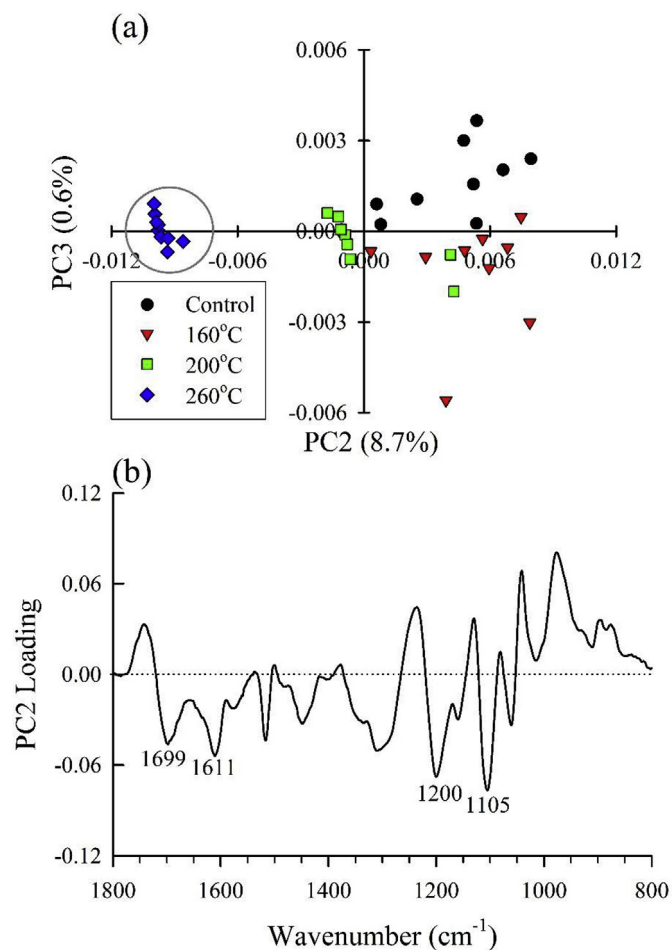 (a)
0.006
0.003
0.000
-0.012
-0.006
0.006
0.012
-0.003
-0.006
PC3 (0.6%)
PC2 (8.7%)
Control
160°C
200°C
260°C
(b)
0.12
0.06
0.00
-0.06
-0.12
PC2 Loading
1699
1611
1200
1105
1800
1600
1400
1200
1000
800
Wavenumber (cm⁻¹)